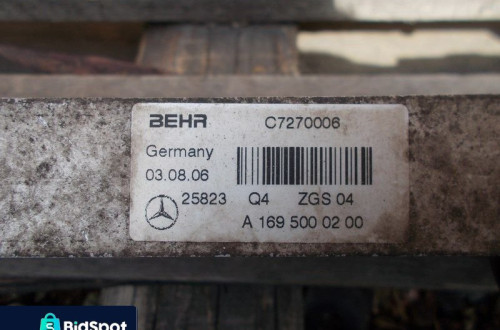 BEHR C7270006
Germany
03.08.06
25823 Q4 ZGS 04
A 169 500 02 00
BidSpot